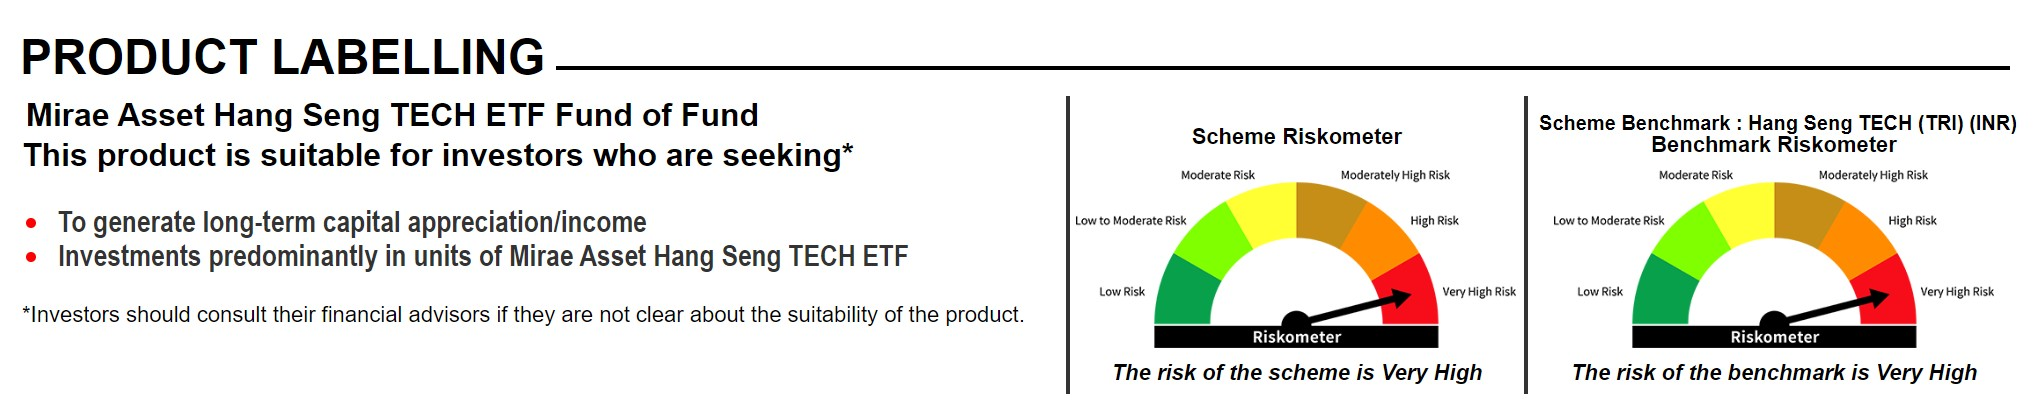 PRODUCT LABELLING
Mirae Asset Hang Seng TECH ETF Fund of Fund
This product is suitable for investors who are seeking*
• To generate long-term capital appreciation/income
• Investments predominantly in units of Mirae Asset Hang Seng TECH ETF
*Investors should consult their financial advisors if they are not clear about the suitability of the product.
Scheme Riskometer
Moderate Risk
Moderately High Risk
Low to Moderate Risk
High Risk
Low Risk
Very High Risk
Riskometer
The risk of the scheme is Very High
Scheme Benchmark : Hang Seng TECH (TRI) (INR)
Benchmark Riskometer
Moderate Risk
Moderately High Risk
Low to Moderate Risk
High Risk
Low Risk
Very High Risk
Riskometer
The risk of the benchmark is Very High